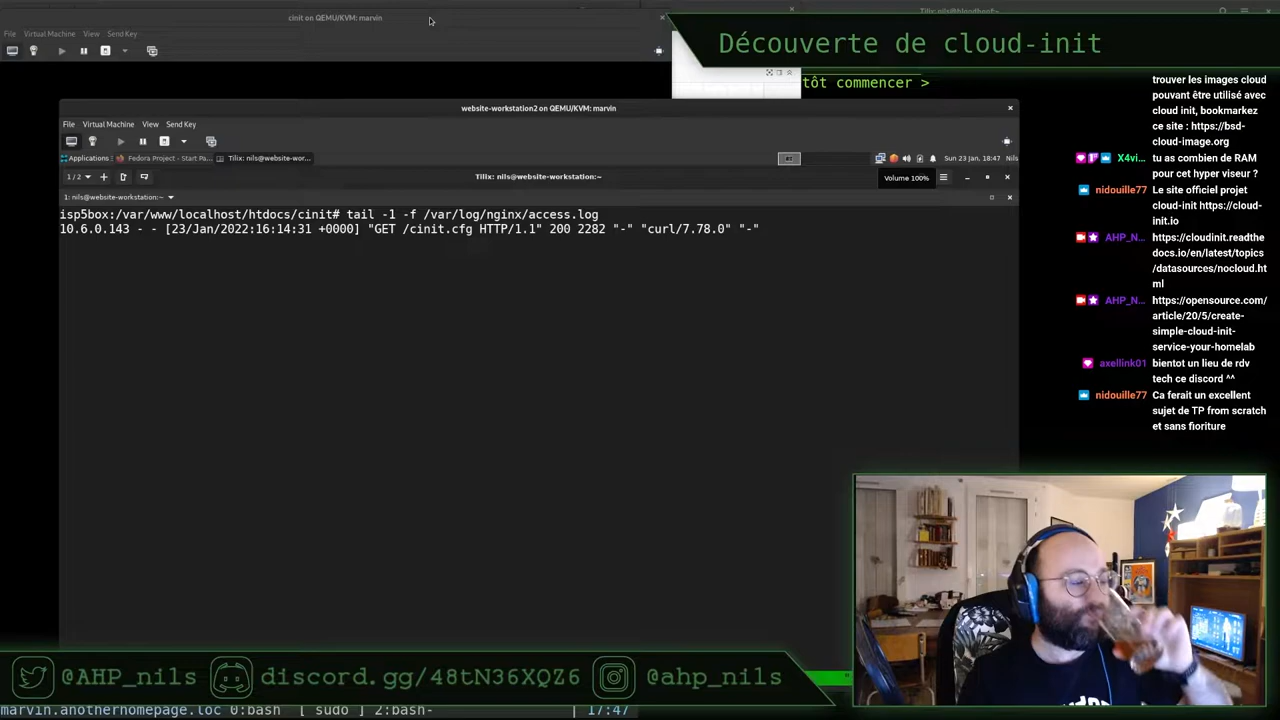 cinit on QEMU/KVM: marvin
Tilix: nils@bloodboot:~
File Virtual Machine View Send Key
Découverte de cloud-init
tôt commencer >
website-workstation2 on QEMU/KVM: marvin
File Virtual Machine View Send Key
Applications
Fedora Project - Start Pa...
Tilix: nils@website-wor...
Sun 23 Jan, 18:47 Nils
1 / 2
Tilix: nils@website-workstation:~
Volume 100%
1: nils@website-workstation:~
isp5box:/var/www/localhost/htdocs/cinit# tail -1 -f /var/log/nginx/access.log
10.6.0.143 - - [23/Jan/2022:16:14:31 +0000] "GET /cinit.cfg HTTP/1.1" 200 2282 "-" "curl/7.78.0" "-"
trouver les images cloud
pouvant être utilisé avec
cloud init, bookmarkez
ce site : https://bsd-
cloud-image.org
X4vi... tu as combien de RAM
pour cet hyper viseur ?
nidouille77 Le site officiel projet
cloud-init https://cloud-
init.io
AHP_N... https://cloudinit.readthe
docs.io/en/latest/topics
/datasources/nocloud.ht
ml
AHP_N... https://opensource.com/
article/20/5/create-
simple-cloud-init-
service-your-homelab
axellink01 bientot un lieu de rdv
tech ce discord ^^
nidouille77 Ca ferait un excellent
sujet de TP from scratch
et sans fioriture
@AHP_nils discord.gg/48tN36XQZ6 @ahp_nils
marvin.anothernomepage.loc 0:bash [ sudo ] 2:bash- | 17:47